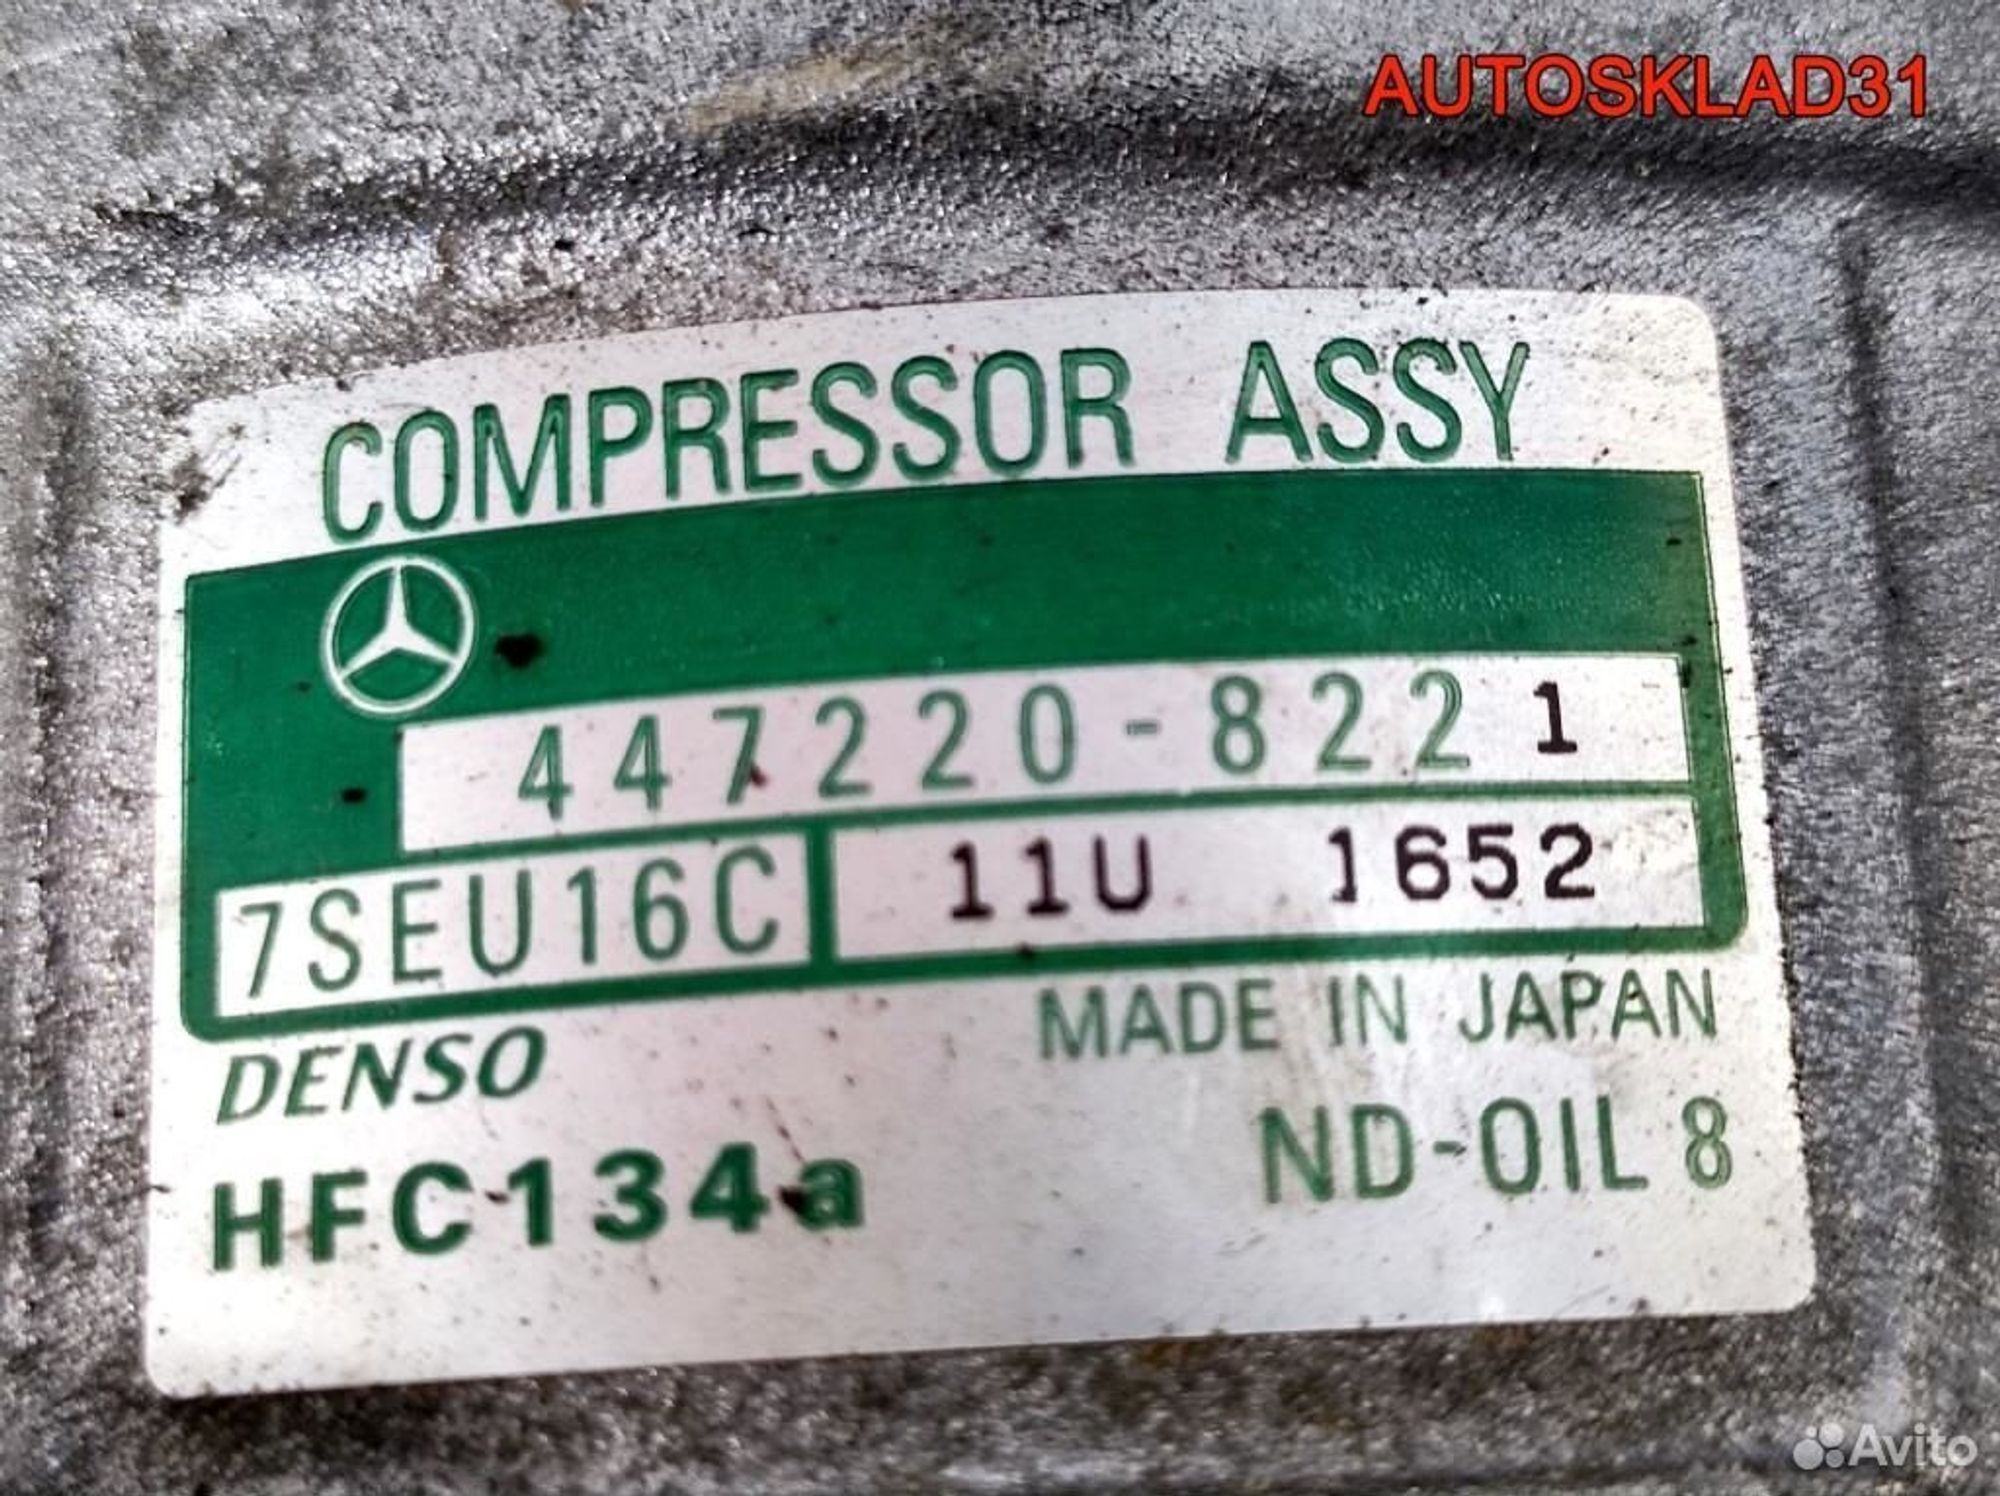 AUTOSKLAD31
COMPRESSOR ASSY
447220-8221
7SEU16C 11U 1652
DENSO MADE IN JAPAN
HFC134a ND-OIL 8
Avito